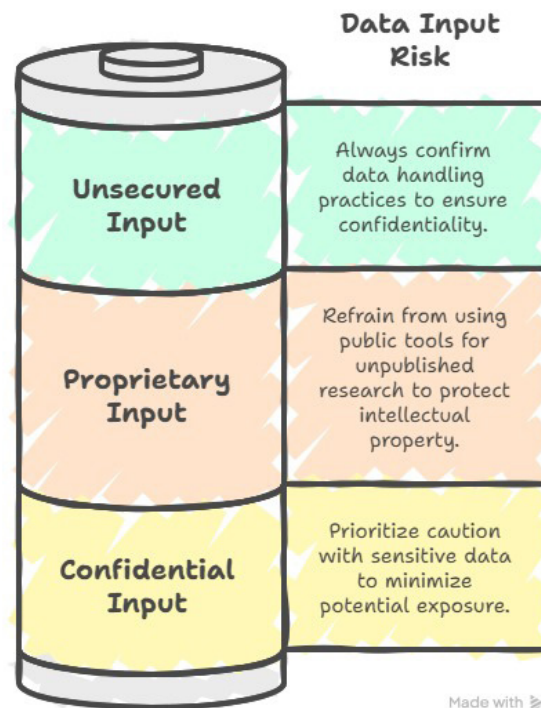 Data Input
Risk
Unsecured
Input
Always confirm
data handling
practices to ensure
confidentiality.
Proprietary
Input
Refrain from using
public tools for
unpublished
research to protect
intellectual
property.
Confidential
Input
Prioritize caution
with sensitive data
to minimize
potential exposure.
Made with